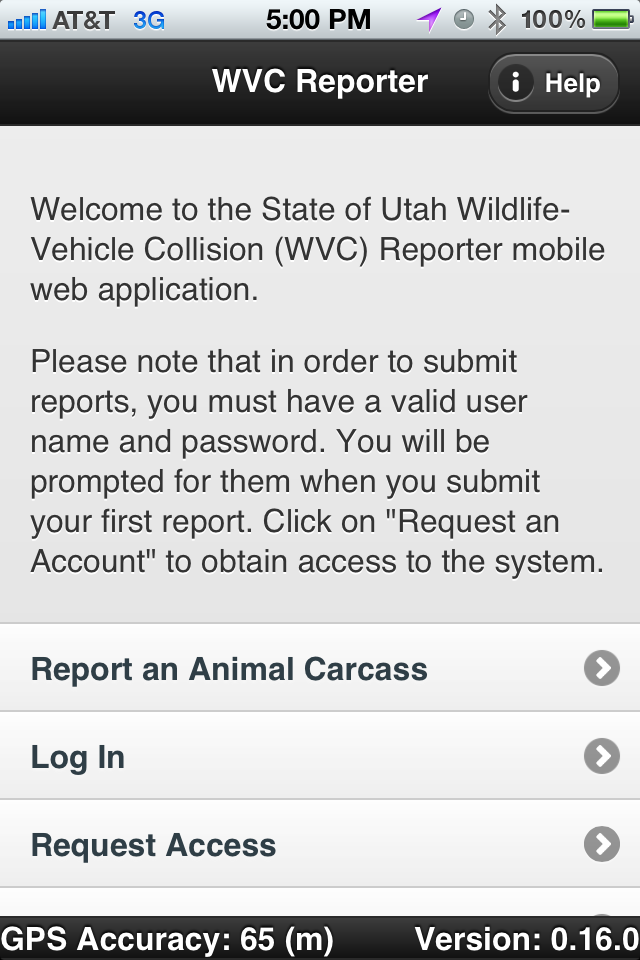 AT&T 3G 5:00 PM 100%
WVC Reporter
Help
Welcome to the State of Utah Wildlife-
Vehicle Collision (WVC) Reporter mobile
web application.
Please note that in order to submit
reports, you must have a valid user
name and password. You will be
prompted for them when you submit
your first report. Click on "Request an
Account" to obtain access to the system.
Report an Animal Carcass
Log In
Request Access
GPS Accuracy: 65 (m) Version: 0.16.0